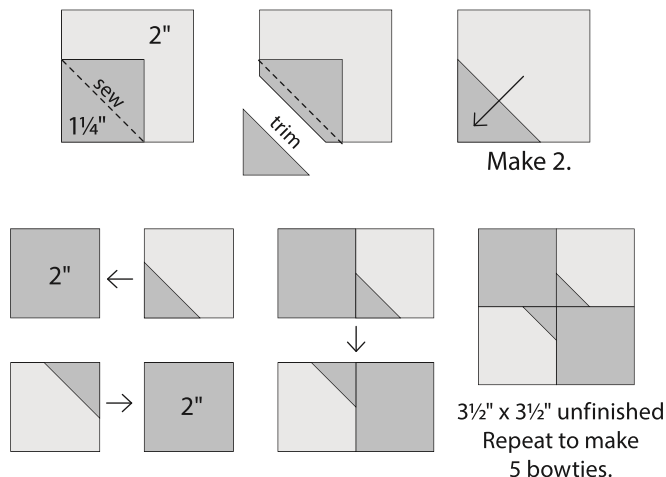 2"
sew
1¼"
trim
Make 2.
2"
2"
3½" x 3½" unfinished
Repeat to make
5 bowties.